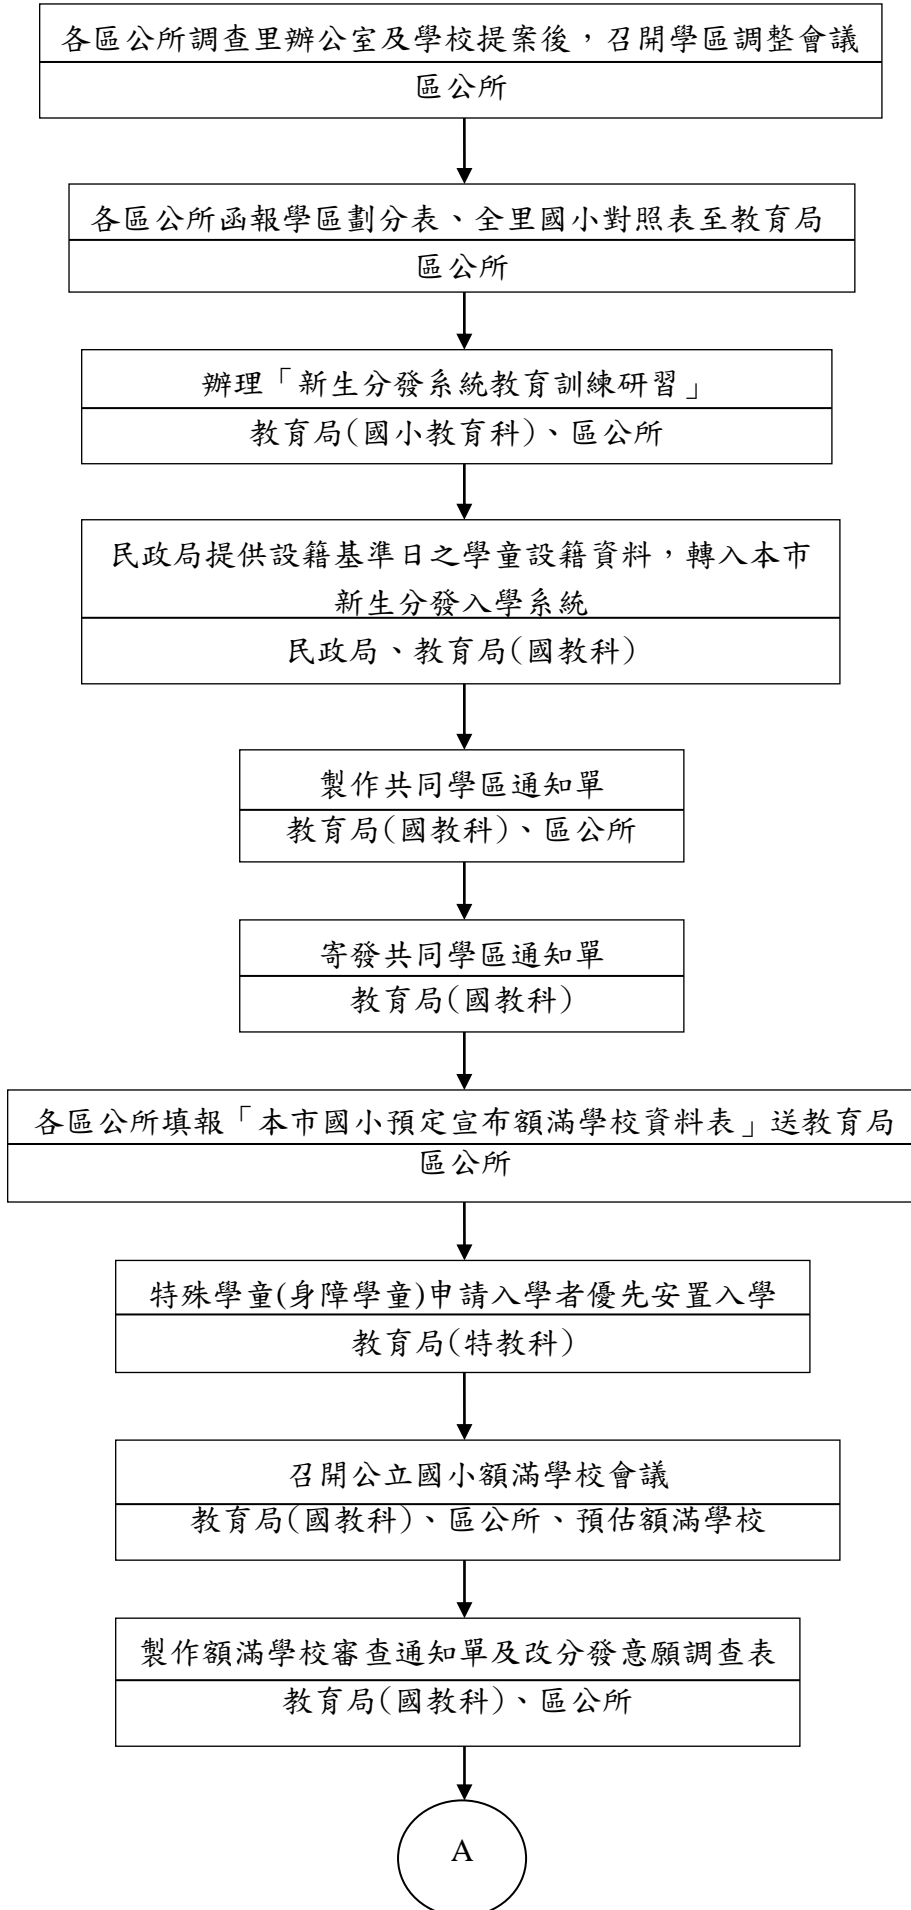 各區公所調查里辦公室及學校提案後，召開學區調整會議
區公所
各區公所函報學區劃分表、全里國小對照表至教育局
區公所
辦理「新生分發系統教育訓練研習」
教育局(國小教育科)、區公所
民政局提供設籍基準日之學童設籍資料，轉入本市
新生分發入學系統
民政局、教育局(國教科)
製作共同學區通知單
教育局(國教科)、區公所
寄發共同學區通知單
教育局(國教科)
各區公所填報「本市國小預定宣布額滿學校資料表」送教育局
區公所
特殊學童(身障學童)申請入學者優先安置入學
教育局(特教科)
召開公立國小額滿學校會議
教育局(國教科)、區公所、預估額滿學校
製作額滿學校審查通知單及改分發意願調查表
教育局(國教科)、區公所
A